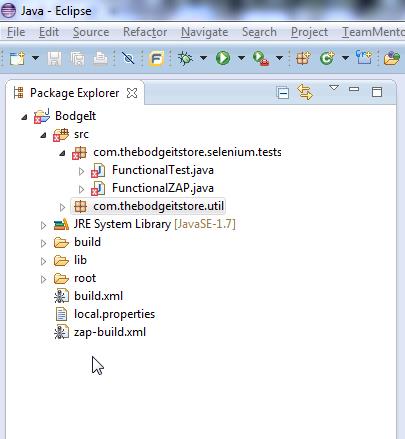 Java - Eclipse
File Edit Source Refactor Navigate Search Project TeamMento
Package Explorer
BodgeIt
src
com.thebodgeitstore.selenium.tests
FunctionalTest.java
FunctionalZAP.java
com.thebodgeitstore.util
JRE System Library [JavaSE-1.7]
build
lib
root
build.xml
local.properties
zap-build.xml